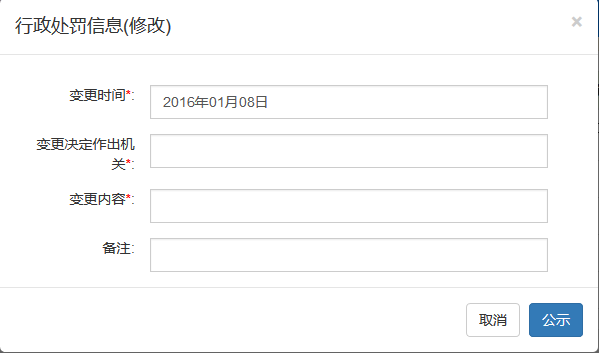 行政处罚信息(修改)
×
变更时间*:
2016年01月08日
变更决定作出机
关*:
变更内容*:
备注:
取消
公示